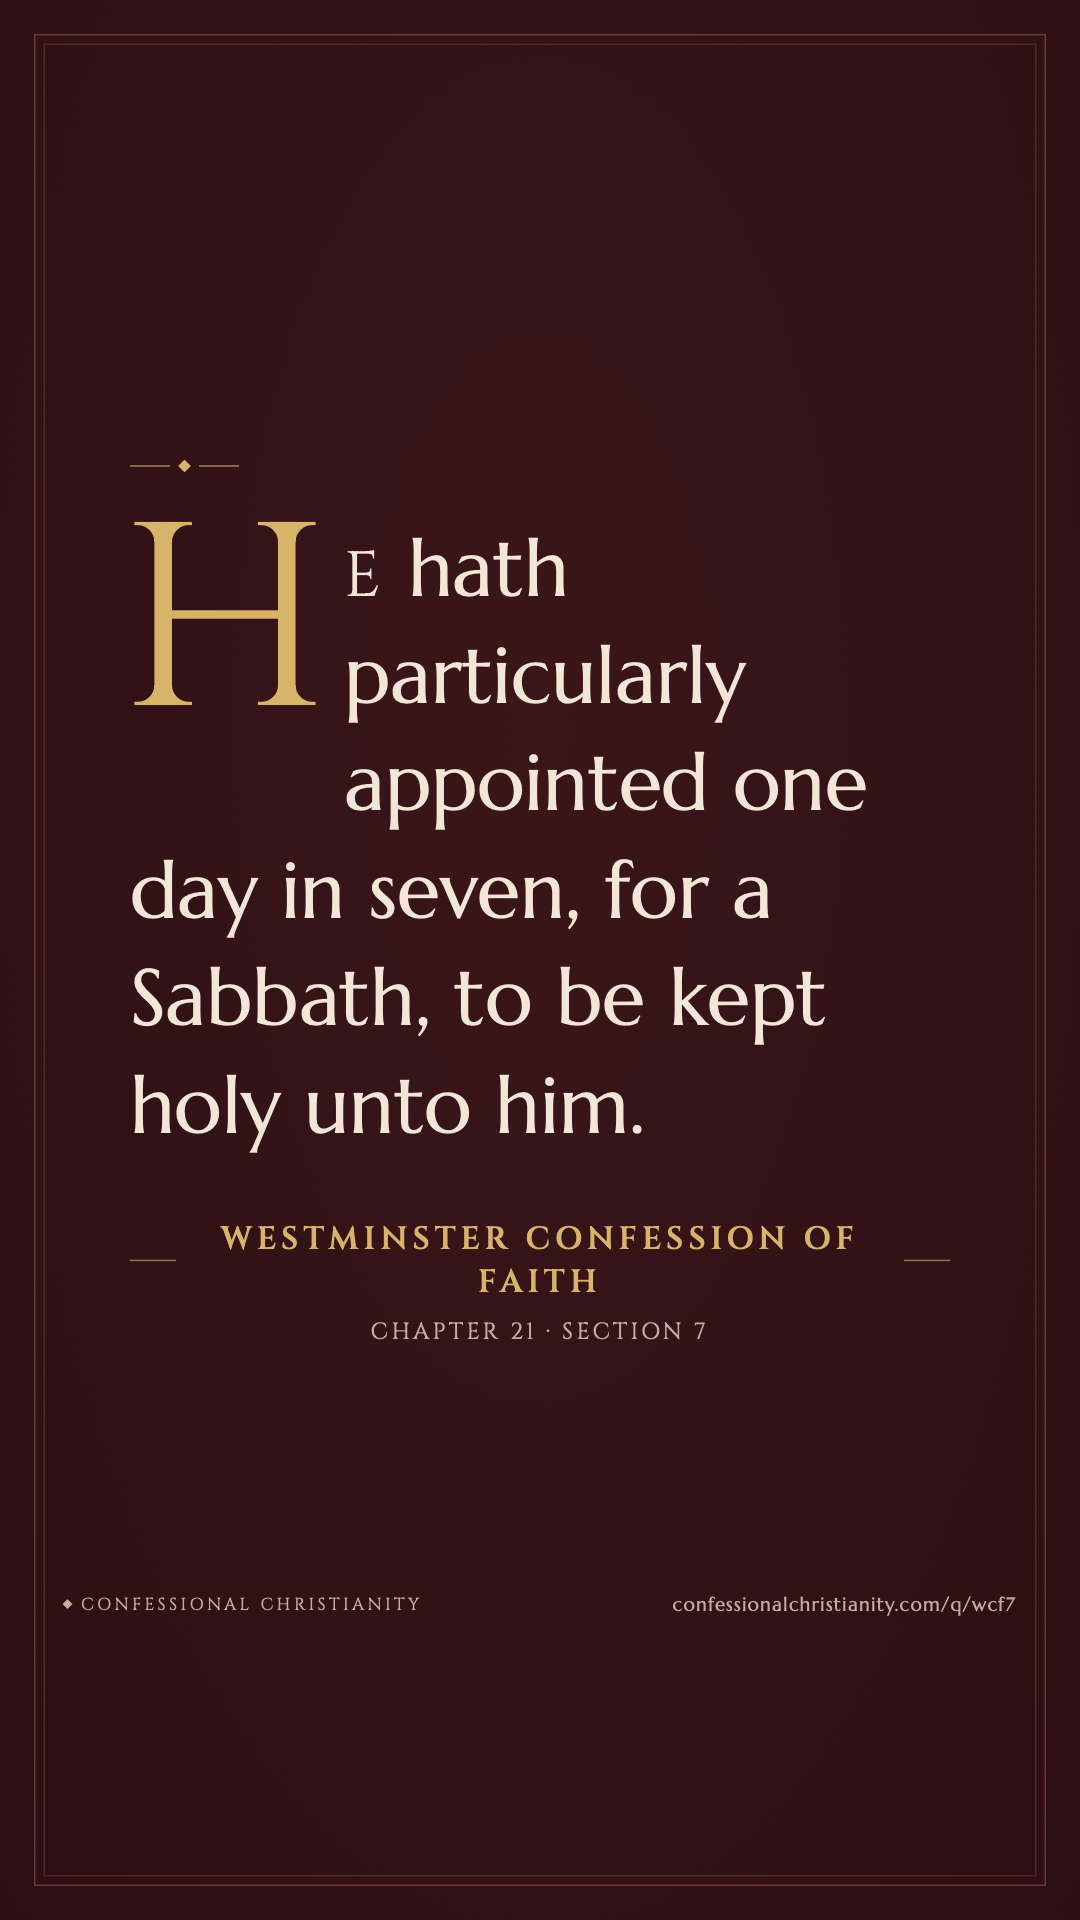 HE hath
particularly
appointed one
day in seven, for a
Sabbath, to be kept
holy unto him.
WESTMINSTER CONFESSION OF
FAITH
CHAPTER 21 · SECTION 7
CONFESSIONAL CHRISTIANITY
confessionalchristianity.com/q/wcf7